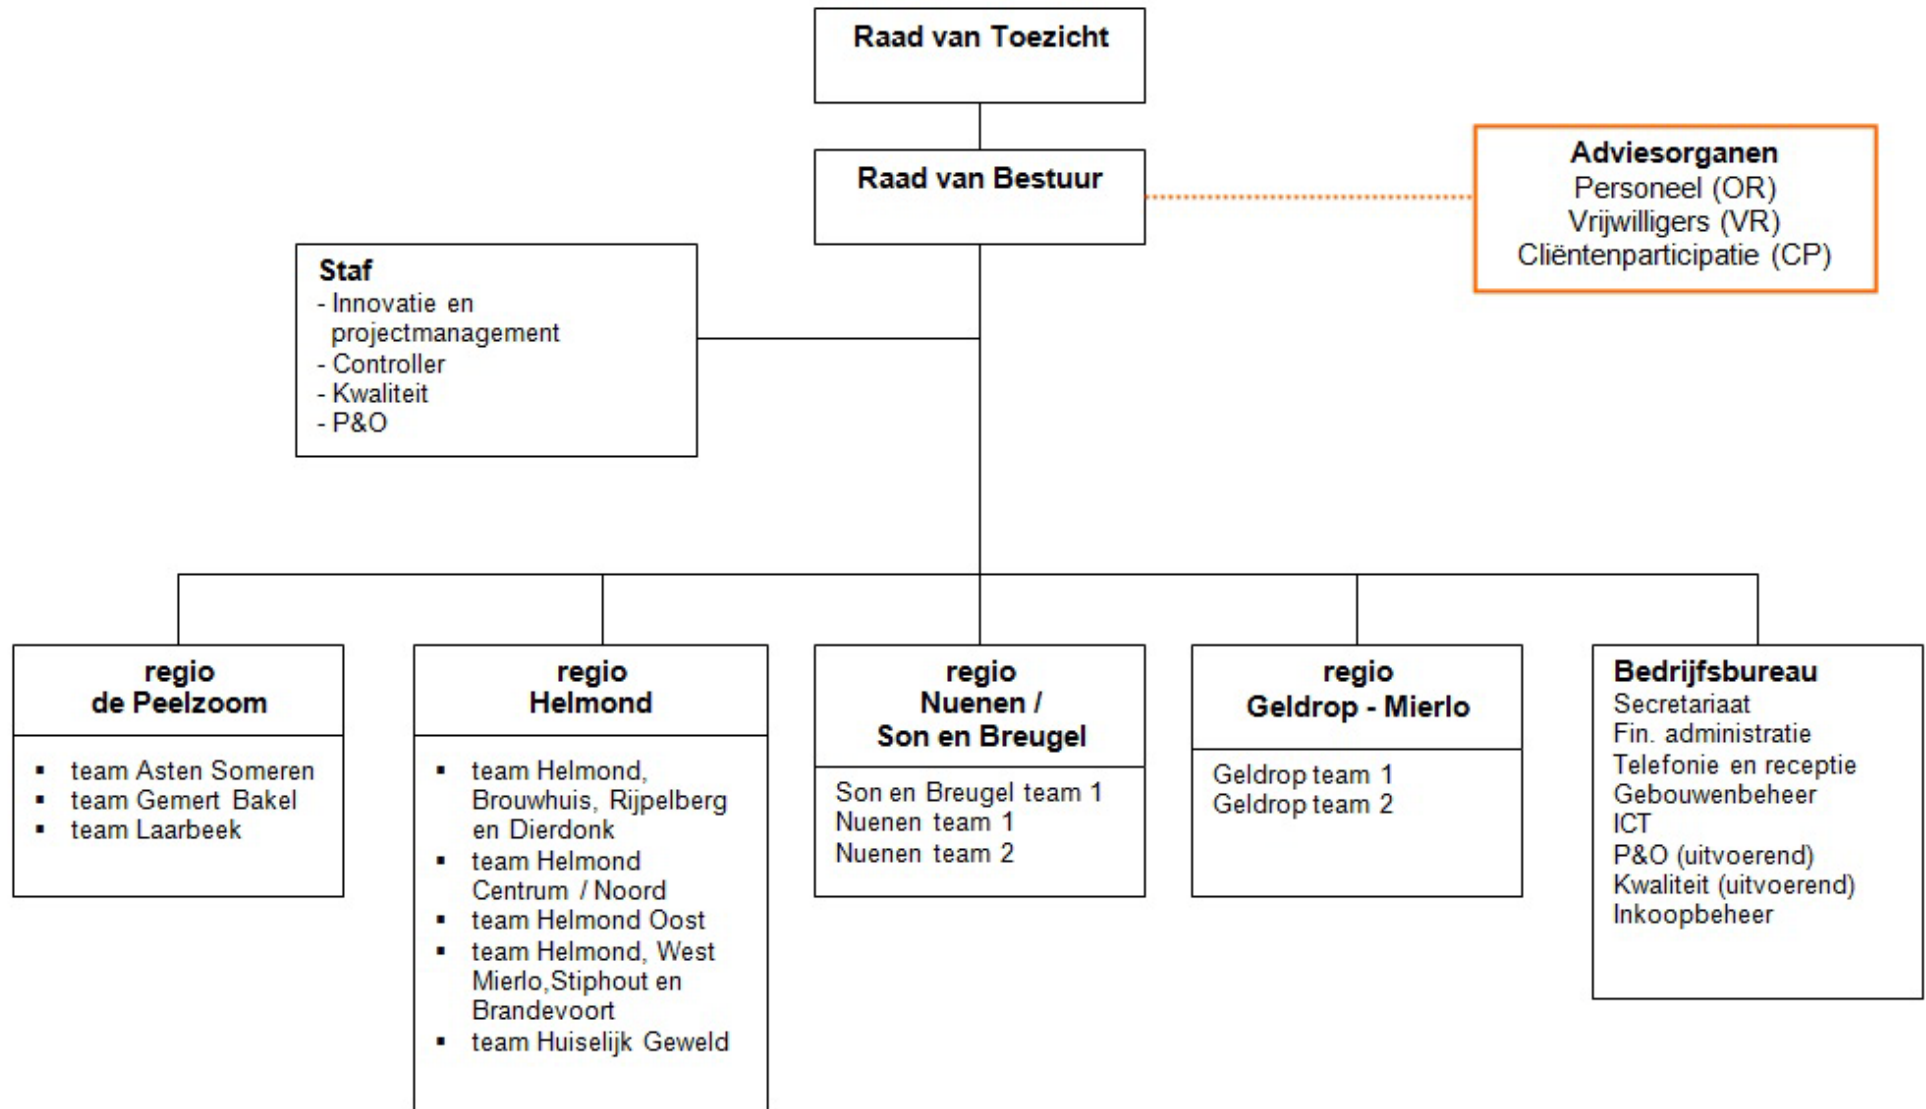 Raad van Toezicht
Raad van Bestuur
Adviesorganen
Personeel (OR)
Vrijwilligers (VR)
Cliëntenparticipatie (CP)
Staf
- Innovatie en
projectmanagement
- Controller
- Kwaliteit
- P&O
regio
de Peelzoom
▪ team Asten Someren
▪ team Gemert Bakel
▪ team Laarbeek
regio
Helmond
▪ team Helmond,
Brouwhuis, Rijpelberg
en Dierdonk
▪ team Helmond
Centrum / Noord
▪ team Helmond Oost
▪ team Helmond, West
Mierlo,Stiphout en
Brandevoort
▪ team Huiselijk Geweld
regio
Nuenen /
Son en Breugel
Son en Breugel team 1
Nuenen team 1
Nuenen team 2
regio
Geldrop - Mierlo
Geldrop team 1
Geldrop team 2
Bedrijfsbureau
Secretariaat
Fin. administratie
Telefonie en receptie
Gebouwenbeheer
ICT
P&O (uitvoerend)
Kwaliteit (uitvoerend)
Inkoopbeheer